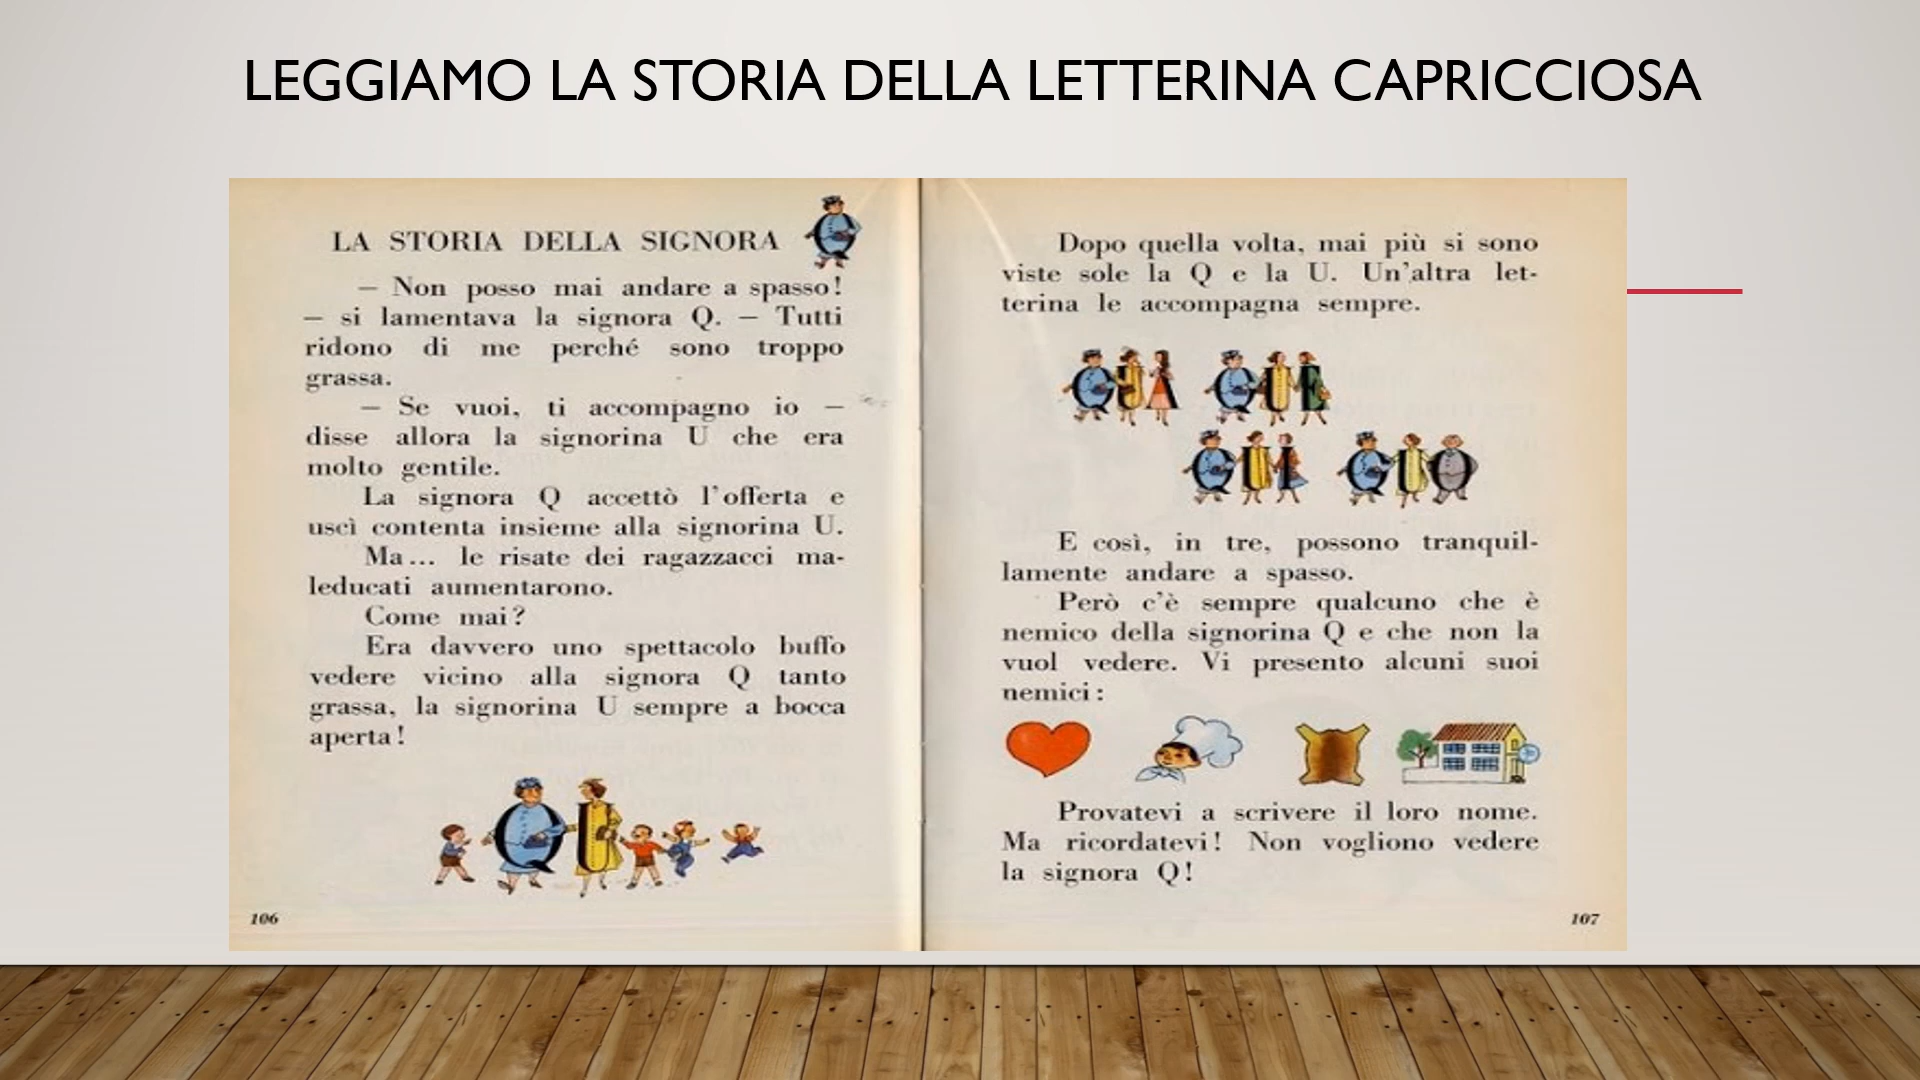 LEGGIAMO LA STORIA DELLA LETTERINA CAPRICCIOSA
LA STORIA DELLA SIGNORA Q
— Non posso mai andare a spasso!
— si lamentava la signora Q. — Tutti
ridono di me perché sono troppo
grassa.
— Se vuoi, ti accompagno io —
disse allora la signorina U che era
molto gentile.
La signora Q accettò l'offerta e
uscì contenta insieme alla signorina U.
Ma... le risate dei ragazzacci ma-
leducati aumentarono.
Come mai?
Era davvero uno spettacolo buffo
vedere vicino alla signora Q tanto
grassa, la signorina U sempre a bocca
aperta!
QU
106
Dopo quella volta, mai più si sono
viste sole la Q e la U. Un'altra let-
terina le accompagna sempre.
QUA QUE
QUI QUO
E così, in tre, possono tranquil-
lamente andare a spasso.
Però c'è sempre qualcuno che è
nemico della signorina Q e che non la
vuol vedere. Vi presento alcuni suoi
nemici:
Provatevi a scrivere il loro nome.
Ma ricordatevi! Non vogliono vedere
la signora Q!
107